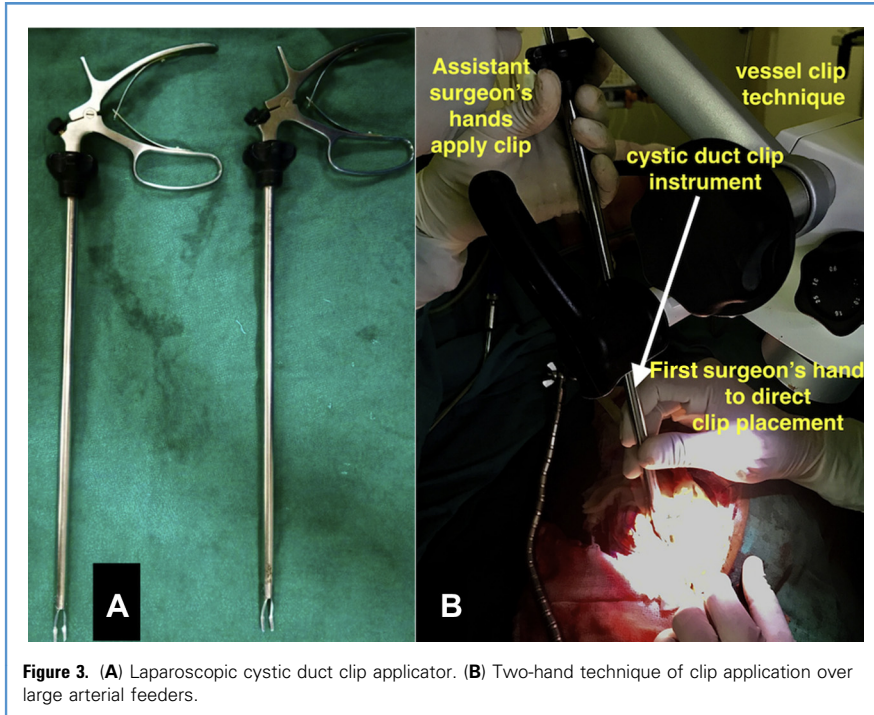 A
Assistant
surgeon's
hands
apply clip
vessel clip
technique
cystic duct clip
instrument
First surgeon's hand
to direct
clip placement
B
Figure 3. (A) Laparoscopic cystic duct clip applicator. (B) Two-hand technique of clip application over
large arterial feeders.